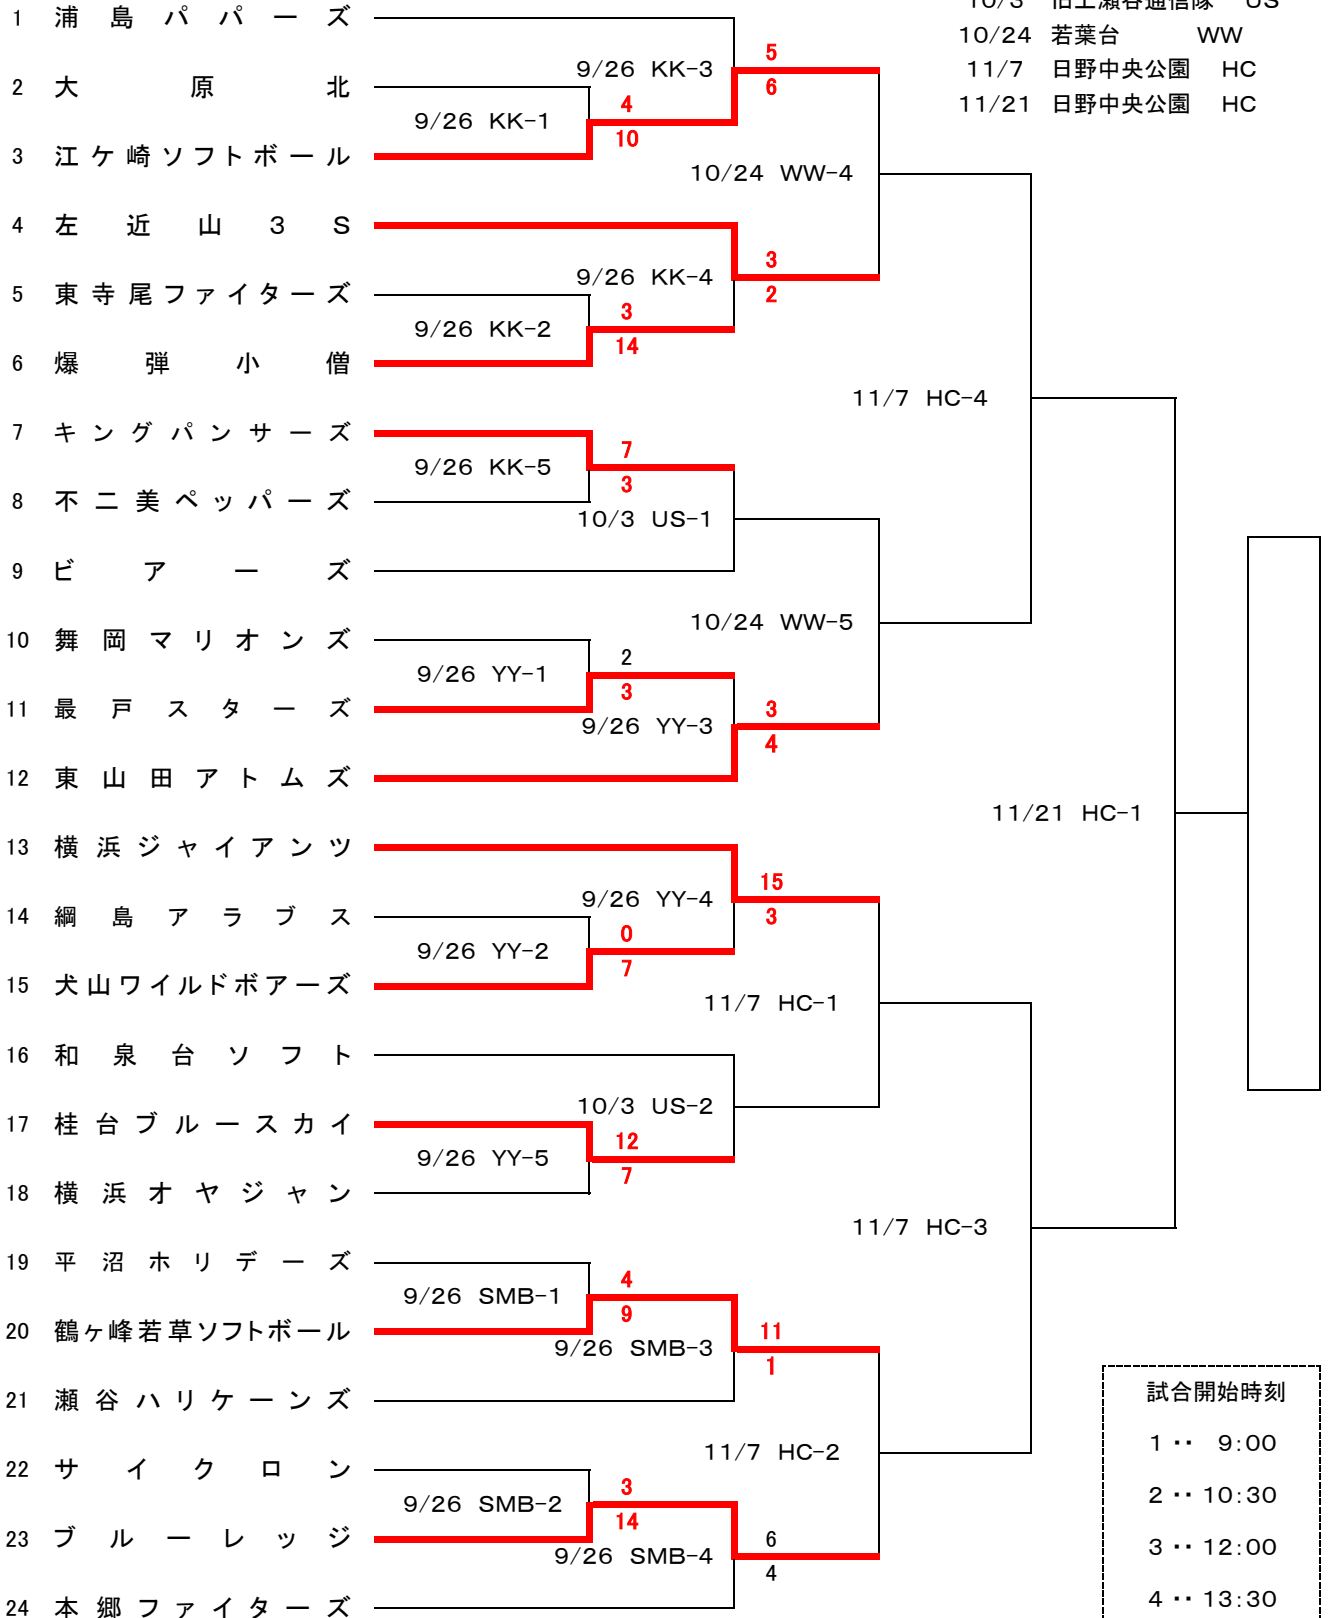 1 浦島パパーズ
10/3 旧上瀬谷通信隊 US
10/24 若葉台 WW
11/7 日野中央公園 HC
11/21 日野中央公園 HC
5
9/26 KK-3
6
2 大原北
4
9/26 KK-1
10
3 江ケ崎ソフトボール
10/24 WW-4
4 左近山3S
3
9/26 KK-4
2
5 東寺尾ファイターズ
3
9/26 KK-2
14
6 爆弾小僧
11/7 HC-4
7 キングパンサーズ
7
9/26 KK-5
3
8 不二美ペッパーズ
10/3 US-1
9 ビアーズ
10/24 WW-5
10 舞岡マリオンズ
2
9/26 YY-1
3
11 最戸スターズ
3
9/26 YY-3
4
12 東山田アトムズ
11/21 HC-1
13 横浜ジャイアンツ
15
9/26 YY-4
3
14 綱島アラブス
0
9/26 YY-2
7
15 犬山ワイルドボアーズ
11/7 HC-1
16 和泉台ソフト
10/3 US-2
17 桂台ブルースカイ
12
9/26 YY-5
7
18 横浜オヤジャン
11/7 HC-3
19 平沼ホリデーズ
4
9/26 SMB-1
9
20 鶴ヶ峰若草ソフトボール
11
9/26 SMB-3
1
21 瀬谷ハリケーンズ
11/7 HC-2
22 サイクロン
3
9/26 SMB-2
14
23 ブルーレッジ
6
9/26 SMB-4
4
24 本郷ファイターズ
試合開始時刻
1 ・・ 9:00
2 ・・ 10:30
3 ・・ 12:00
4 ・・ 13:30